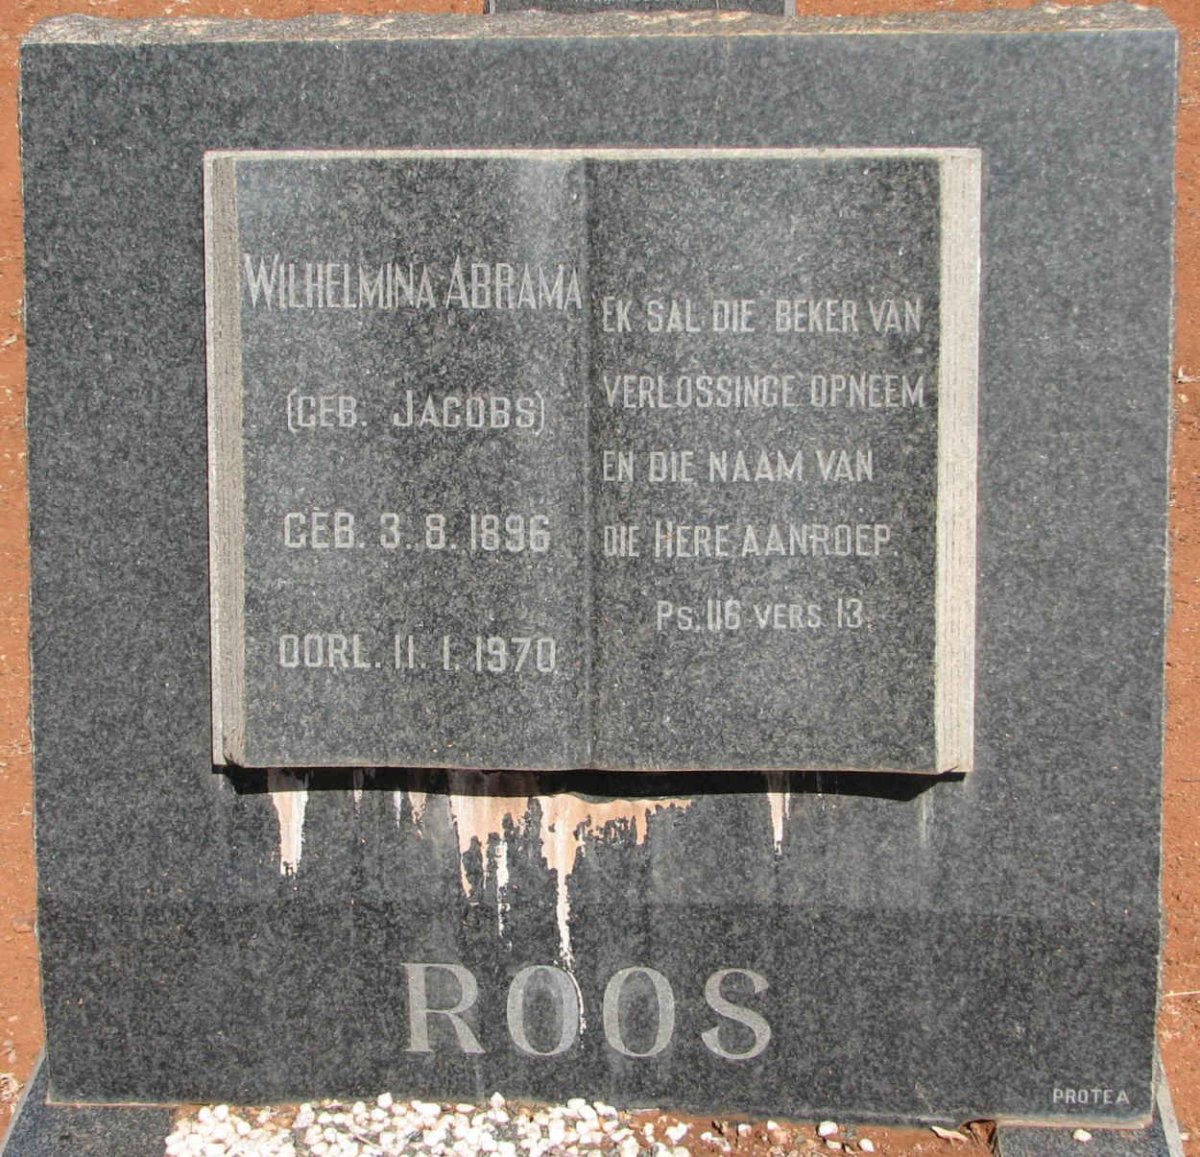 WILHELMINA ABRAMA
(GEB. JACOBS)
GEB. 3.8.1896
OORL. 11.1.1970
EK SAL DIE BEKER VAN
VERLOSSINGE OPNEEM
EN DIE NAAM VAN
DIE HERE AANROEP.
PS. 116 VERS 13.
ROOS
PROTEA